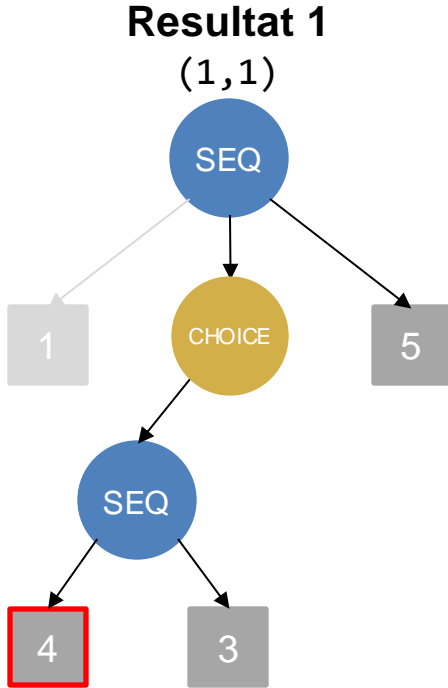 Resultat 1
(1,1)
SEQ
1
CHOICE
5
SEQ
4
3